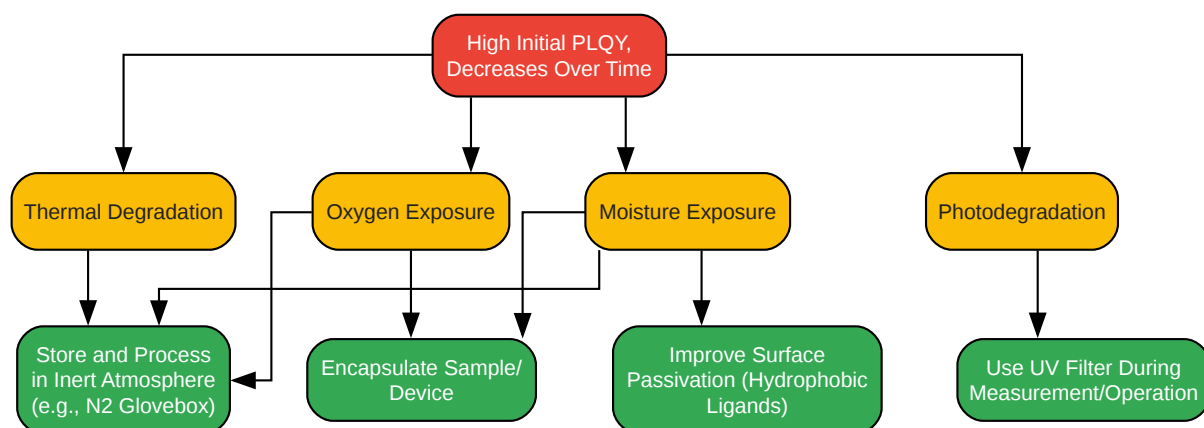 High Initial PLQY,
Decreases Over Time
Thermal Degradation
Oxygen Exposure
Moisture Exposure
Photodegradation
Store and Process
in Inert Atmosphere
(e.g., N2 Glovebox)
Encapsulate Sample/
Device
Improve Surface
Passivation (Hydrophobic
Ligands)
Use UV Filter During
Measurement/Operation